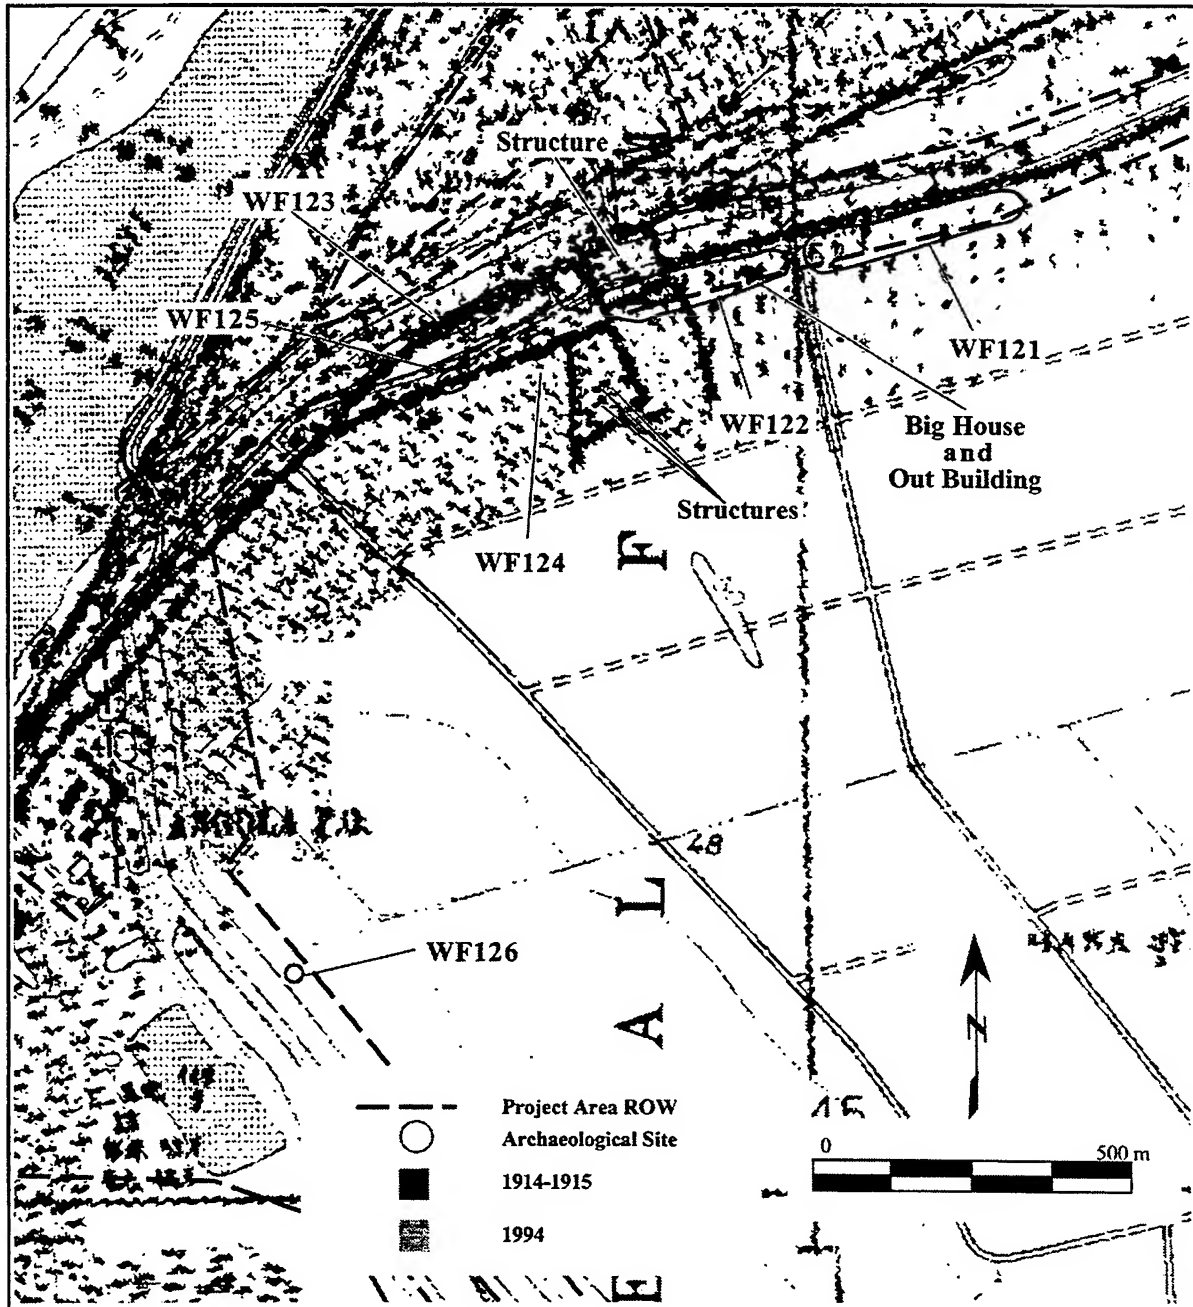 Structure
WF123
WF125
WF121
WF122
Big House
and
Out Building
Structures
WF124
F
48
L
WF126
A
N
Project Area ROW
Archaeological Site
1914-1915
1994
0 500 m
E